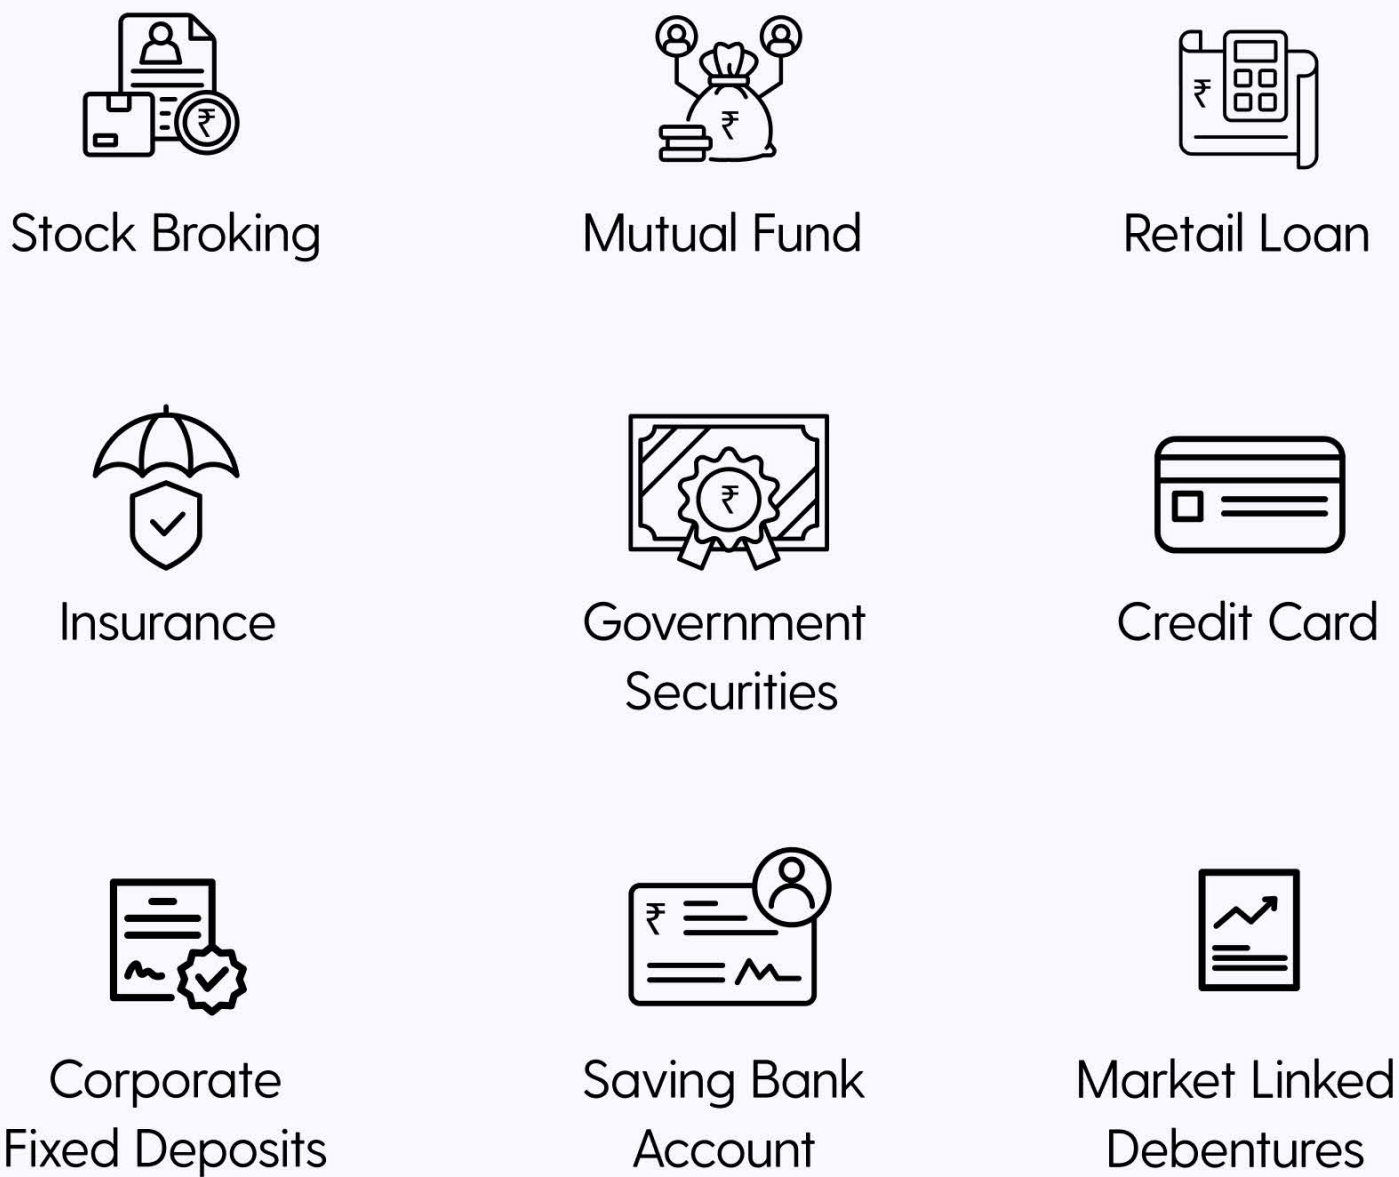 ₹
₹
₹
Stock Broking
Mutual Fund
Retail Loan
₹
Insurance
Government
Securities
Credit Card
₹
Corporate
Fixed Deposits
Saving Bank
Account
Market Linked
Debentures